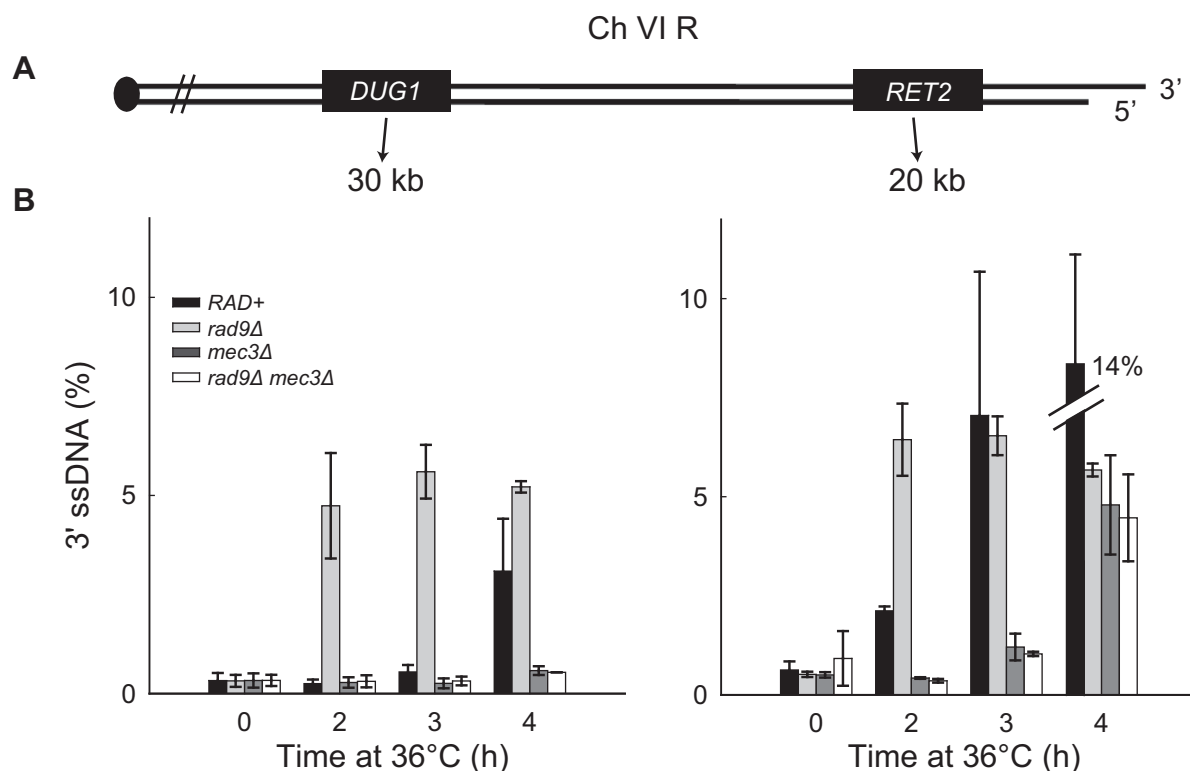 Ch VI R
A
DUG1
RET2
3’
5’
30 kb
20 kb
B
10
5
0
3' ssDNA (%)
RAD+
rad9Δ
mec3Δ
rad9Δ mec3Δ
0 2 3 4
Time at 36°C (h)
10
5
0
14%
0 2 3 4
Time at 36°C (h)